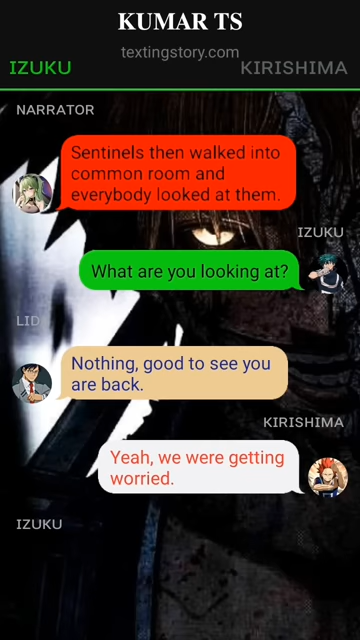 KUMAR TS
textingstory.com
IZUKU
KIRISHIMA
NARRATOR
Sentinels then walked into
common room and
everybody looked at them.
IZUKU
What are you looking at?
LIDA
Nothing, good to see you
are back.
KIRISHIMA
Yeah, we were getting
worried.
IZUKU